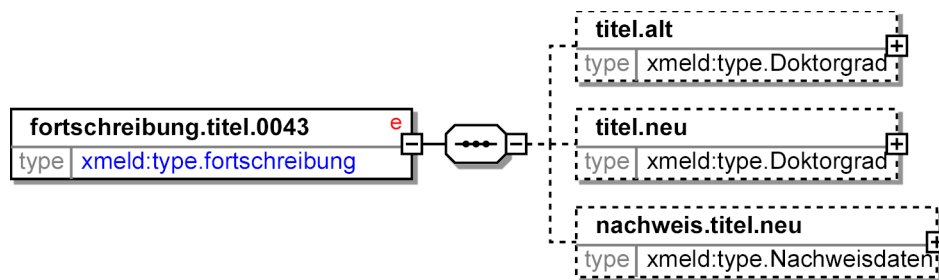 titel.alt
type xmeld:type.Doktorgrad
fortschreibung.titel.0043 e
type xmeld:type.fortschreibung
titel.neu
type xmeld:type.Doktorgrad
nachweis.titel.neu
type xmeld:type.Nachweisdaten